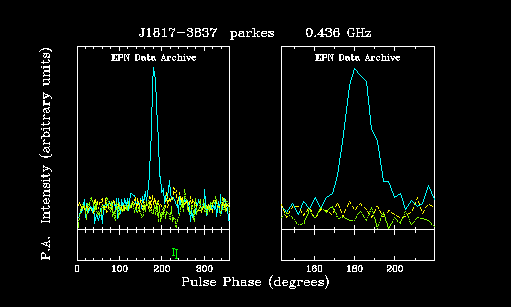 J1817-3837 parkes 0.436 GHz
EPN Data Archive EPN Data Archive
P.A. Intensity (arbitrary units)
0 100 200 300 160 180 200
Pulse Phase (degrees)